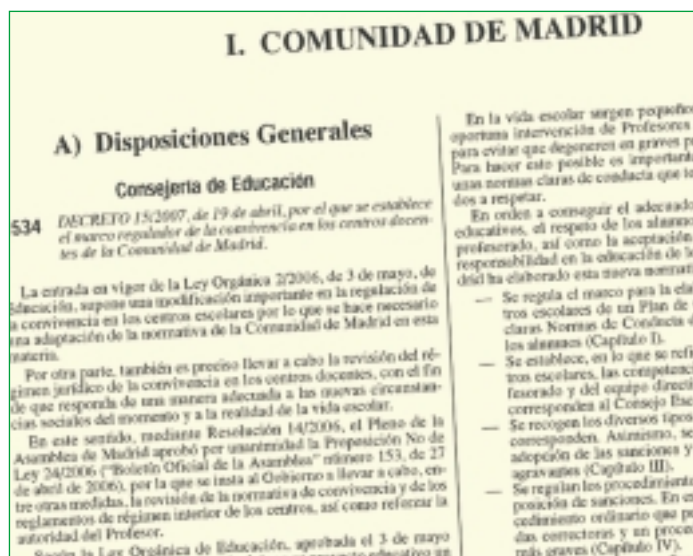 I. COMUNIDAD DE MADRID
A) Disposiciones Generales
Consejería de Educación
534 DECRETO 15/2007, de 19 de abril, por el que se establece
el marco regulador de la convivencia en los centros docen-
tes de la Comunidad de Madrid.
La entrada en vigor de la Ley Orgánica 2/2006, de 3 de mayo, de
Educación, supone una modificación importante en la regulación de
a convivencia en los centros escolares por lo que se hace necesario
na adaptación de la normativa de la Comunidad de Madrid en esta
materia.
Por otra parte, también es preciso llevar a cabo la revisión del ré-
gimen jurídico de la convivencia en los centros docentes, con el fin
de que responda de una manera adecuada a las nuevas circunstan-
cias sociales del momento y a la realidad de la vida escolar.
En este sentido, mediante Resolución 14/2006, el Pleno de la
Asamblea de Madrid aprobó por unanimidad la Proposición No de
Ley 24/2006 ("Boletín Oficial de la Asamblea" número 153, de 27
de abril de 2006), por la que se insta al Gobierno a llevar a cabo, en-
tre otras medidas, la revisión de la normativa de convivencia y de los
reglamentos de régimen interior de los centros, así como reforzar la
autoridad del Profesor.
Según la Ley Orgánica de Educación, aprobada el 3 de mayo
educativo un
En la vida escolar surgen pequeños
oportuna intervención de Profesores
para evitar que degeneren en graves
Para hacer esto posible es importante
unas normas claras de conducta que
dos a respetar.
En orden a conseguir el adecuado
educativos, el respeto de los alumnos
profesorado, así como la aceptación
responsabilidad en la educación de
drid ha elaborado esta nueva normativa
— Se regula el marco para la
tros escolares de un Plan de
claras Normas de Conducta
los alumnos (Capítulo I).
— Se establece, en lo que se
tros escolares, las
fesorado y del equipo
corresponden al Consejo
— Se recogen los diversos tipos
corresponden. Asimismo, se
adopción de las sanciones y
agravantes (Capítulo III).
— Se regulan los
posición de sanciones. En
cedimiento ordinario que
das correctoras y un
más graves (Capítulo IV).